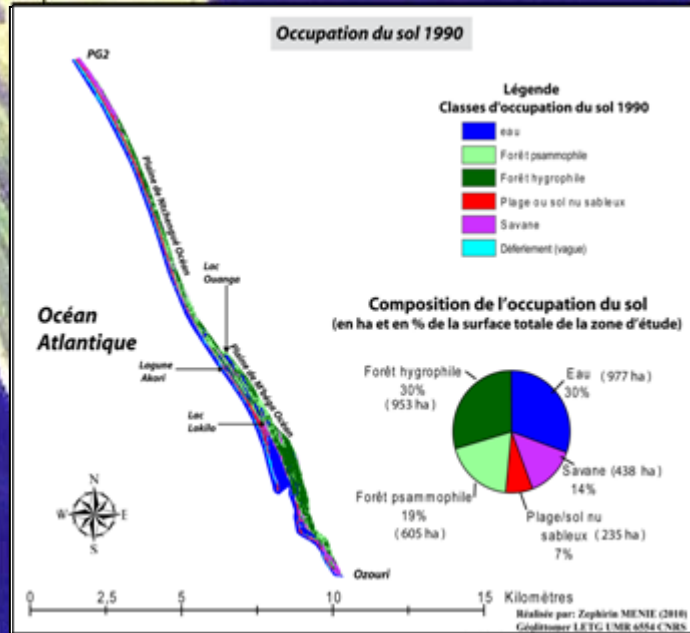 Occupation du sol 1990
PG2
Légende
Classes d'occupation du sol 1990
eau
Forêt psammophile
Forêt hygrophile
Plage ou sol nu sableux
Savane
Déferlement (vague)
Plaine de Ntchengué Océan
Lac
Ouanga
Océan
Atlantique
Lagune
Akori
Plaine de M'béga Océan
Lac
Lakilo
Ozouri
Composition de l'occupation du sol
(en ha et en % de la surface totale de la zone d'étude)
Forêt hygrophile
30%
(953 ha)
Eau (977 ha)
30%
Savane (438 ha)
14%
Forêt psammophile
19%
(605 ha)
Plage/sol nu
sableux (235 ha)
7%
N
W E
S
0 2,5 5 10 15 Kilomètres
Réalisée par: Zephirin MENIE (2010)
Géolittomer LETG UMR 6554 CNRS